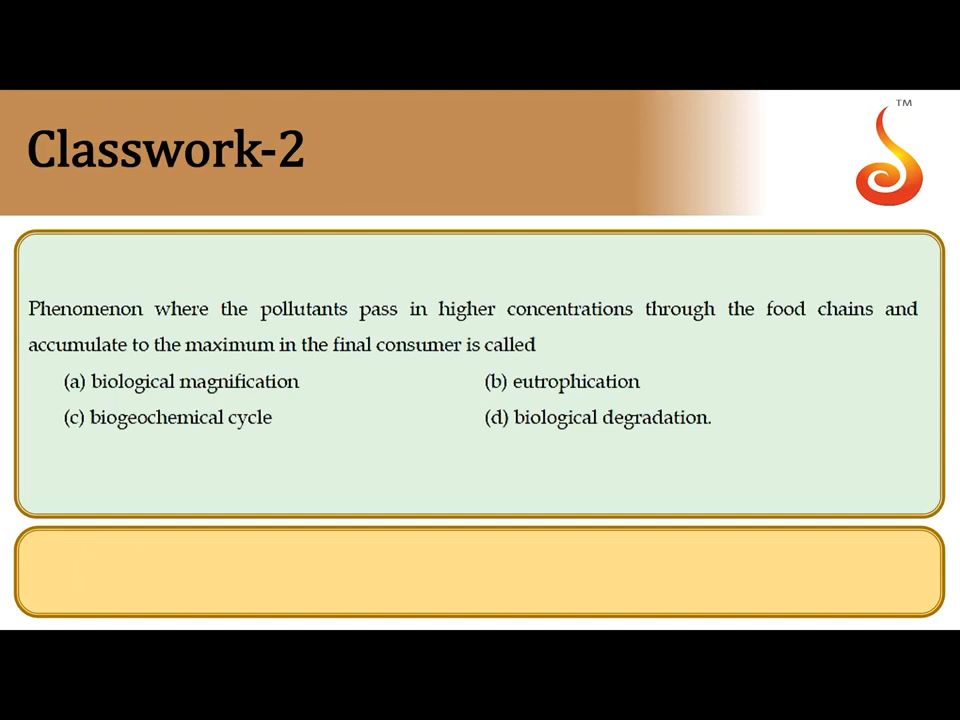 TM
Classwork-2
Phenomenon where the pollutants pass in higher concentrations through the food chains and
accumulate to the maximum in the final consumer is called
(a) biological magnification (b) eutrophication
(c) biogeochemical cycle (d) biological degradation.